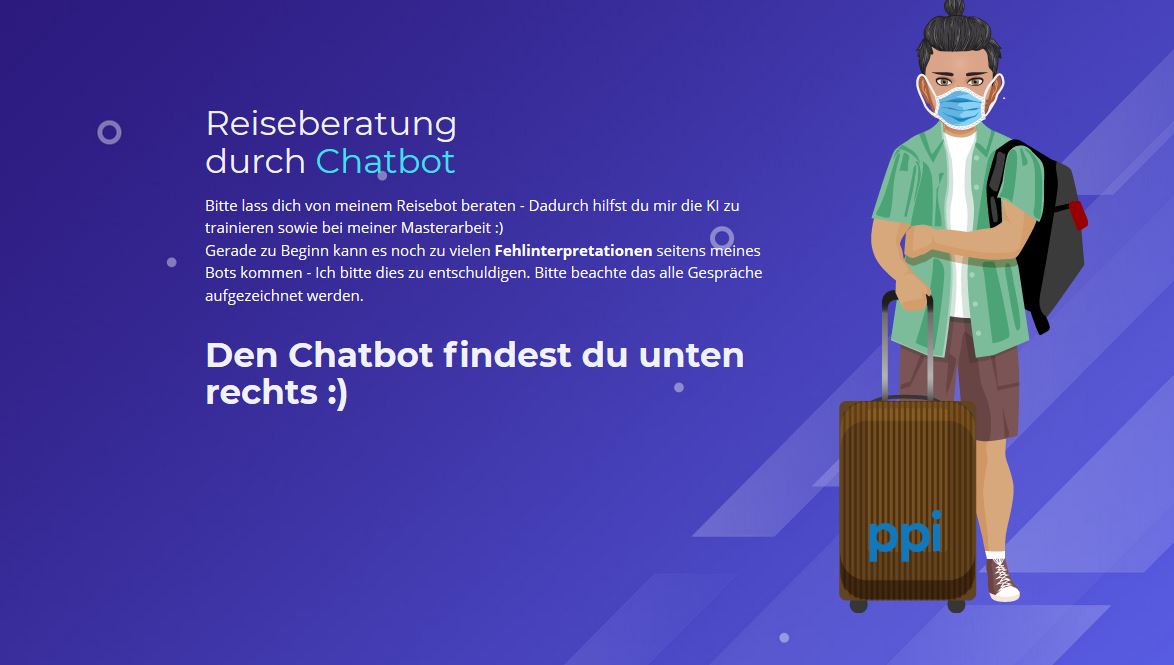 Reiseberatung
durch Chatbot
Bitte lass dich von meinem Reisebot beraten - Dadurch hilfst du mir die KI zu
trainieren sowie bei meiner Masterarbeit :)
Gerade zu Beginn kann es noch zu vielen Fehlinterpretationen seitens meines
Bots kommen - Ich bitte dies zu entschuldigen. Bitte beachte das alle Gespräche
aufgezeichnet werden.
Den Chatbot findest du unten
rechts :)
ppi